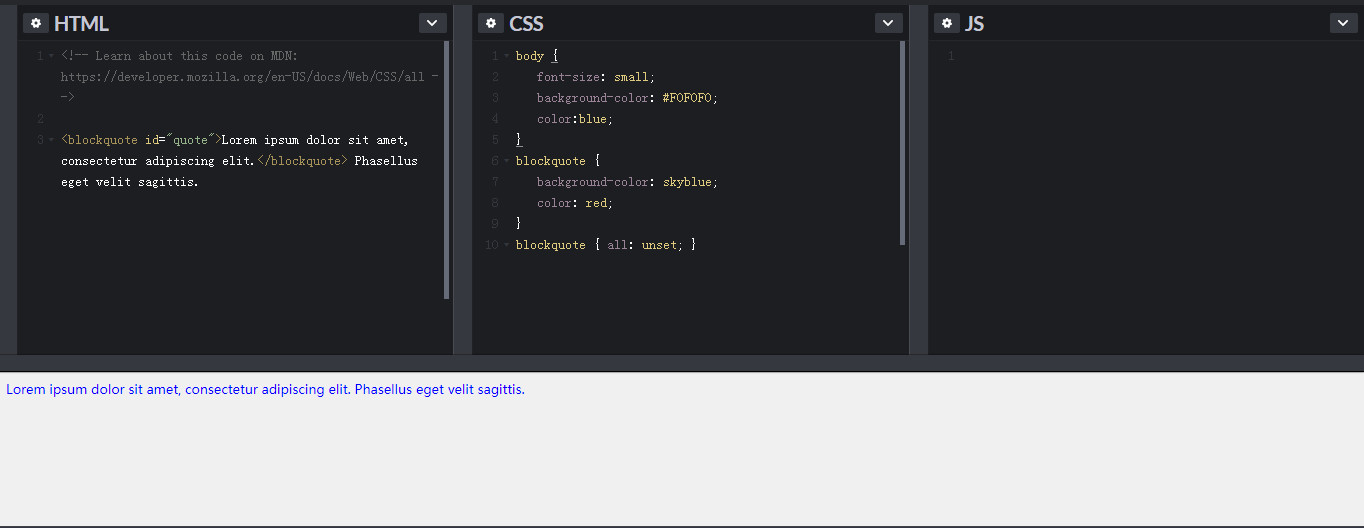 HTML
1 <!-- Learn about this code on MDN:
https://developer.mozilla.org/en-US/docs/Web/CSS/all -
->
2
3 <blockquote id="quote">Lorem ipsum dolor sit amet,
consectetur adipiscing elit.</blockquote> Phasellus
eget velit sagittis.
CSS
1 body {
2 font-size: small;
3 background-color: #F0F0F0;
4 color:blue;
5 }
6 blockquote {
7 background-color: skyblue;
8 color: red;
9 }
10 blockquote { all: unset; }
JS
1
Lorem ipsum dolor sit amet, consectetur adipiscing elit. Phasellus eget velit sagittis.